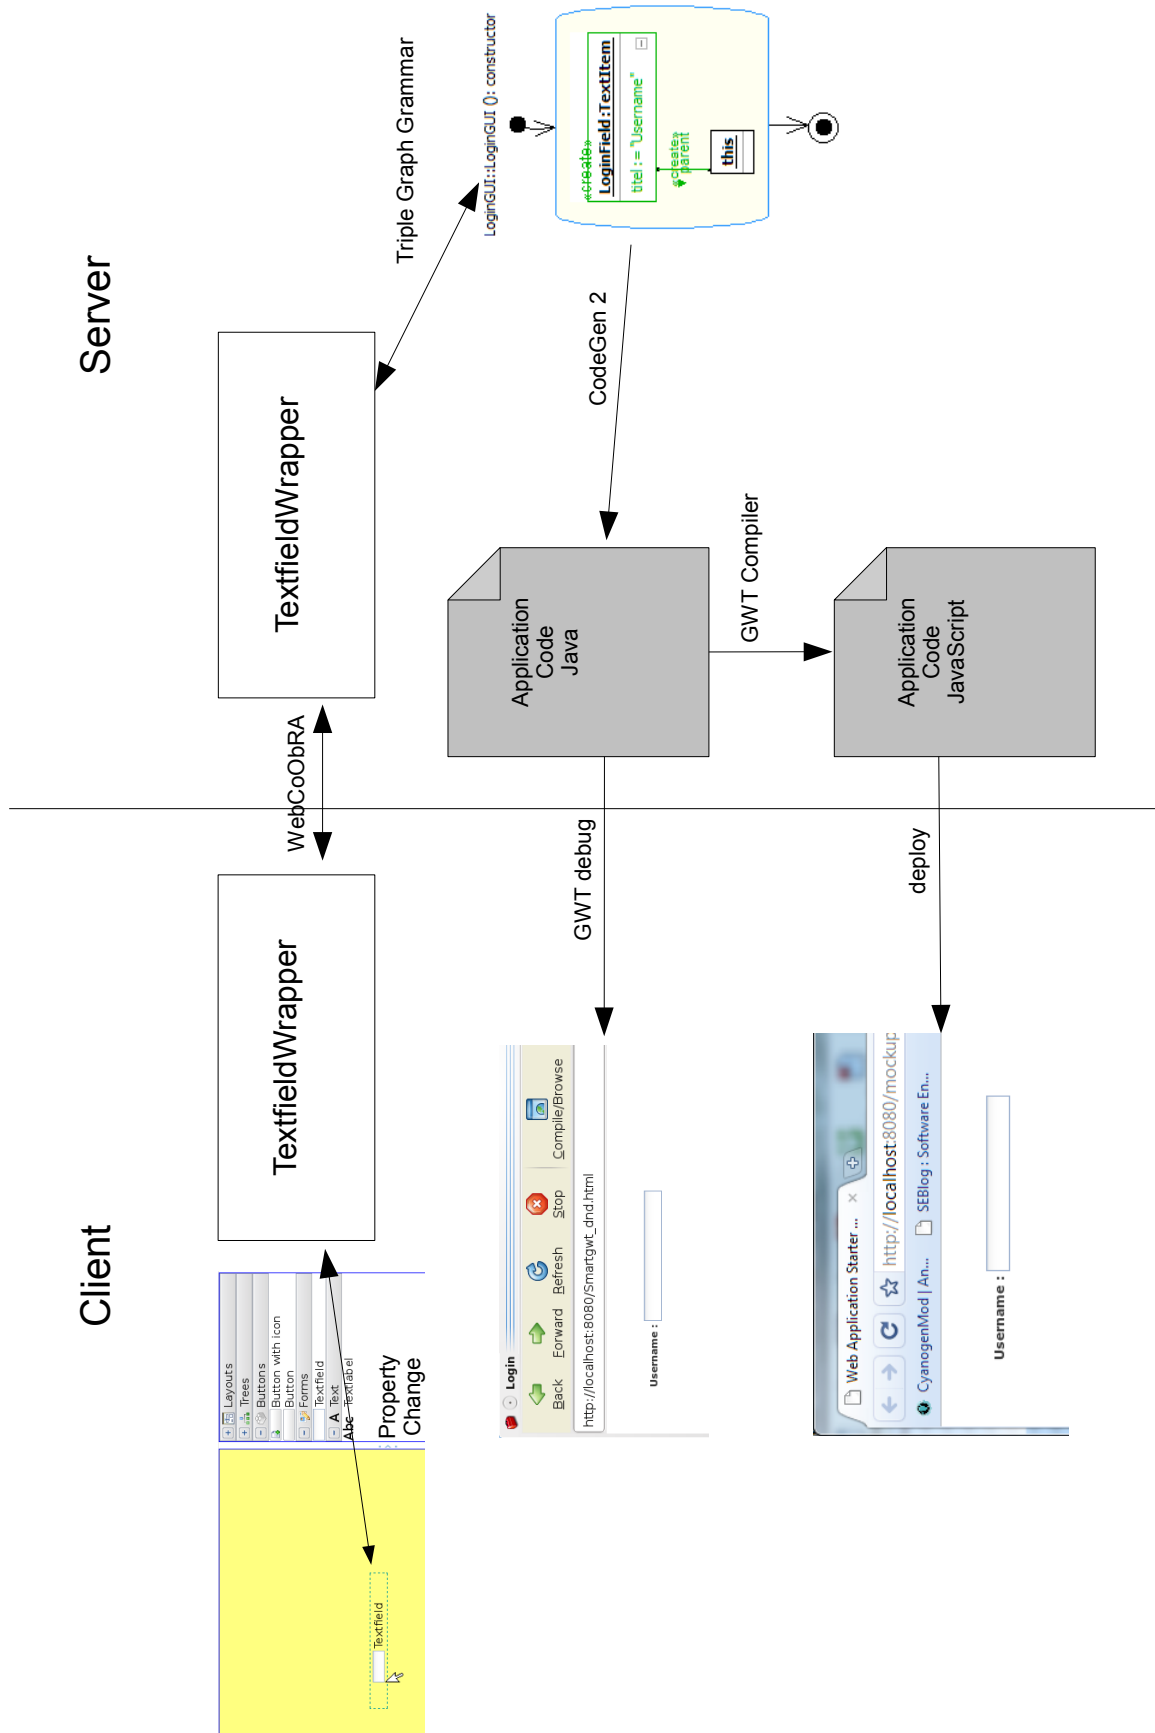 Client
Server
Layouts
Trees
Buttons
Button with icon
Button
Forms
Textfield
A Text
Abc Textlabel
Property
Change
Textfield
TextfieldWrapper
WebCoObRA
TextfieldWrapper
Triple Graph Grammar
LoginGUI::LoginGUI (): constructor
«create»
LoginField :TextItem
titel := "Username"
«create»
parent
this
CodeGen 2
Application
Code
Java
GWT debug
Login
Back Forward Refresh Stop Compile/Browse
http://localhost:8080/Smartgwt_dnd.html
Username :
GWT Compiler
Application
Code
JavaScript
deploy
Web Application Starter ...
http://localhost:8080/mockup
CyanogenMod | An... SEBlog : Software En...
Username :